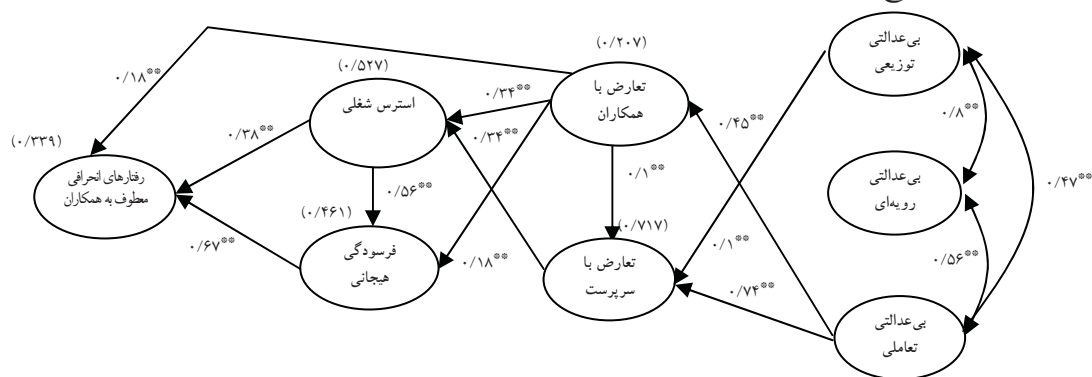 بی‌عدالتی
توزیعی
(۰/۲۰۷)
(۰/۵۲۷)
تعارض با
همکاران
۰/۱۸**
استرس شغلی
۰/۳۴**
۰/۸**
۰/۴۵**
۰/۳۸**
۰/۳۴**
(۰/۳۳۹)
بی‌عدالتی
رویه‌ای
۰/۴۷**
رفتارهای انحرافی
معطوف به همکاران
۰/۱**
۰/۵۶**
(۰/۴۶۱)
(۰/۷۱۷)
۰/۶۷**
فرسودگی
هیجانی
۰/۱۸**
تعارض با
سرپرست
۰/۱**
۰/۵۶**
۰/۷۴**
بی‌عدالتی
تعاملی